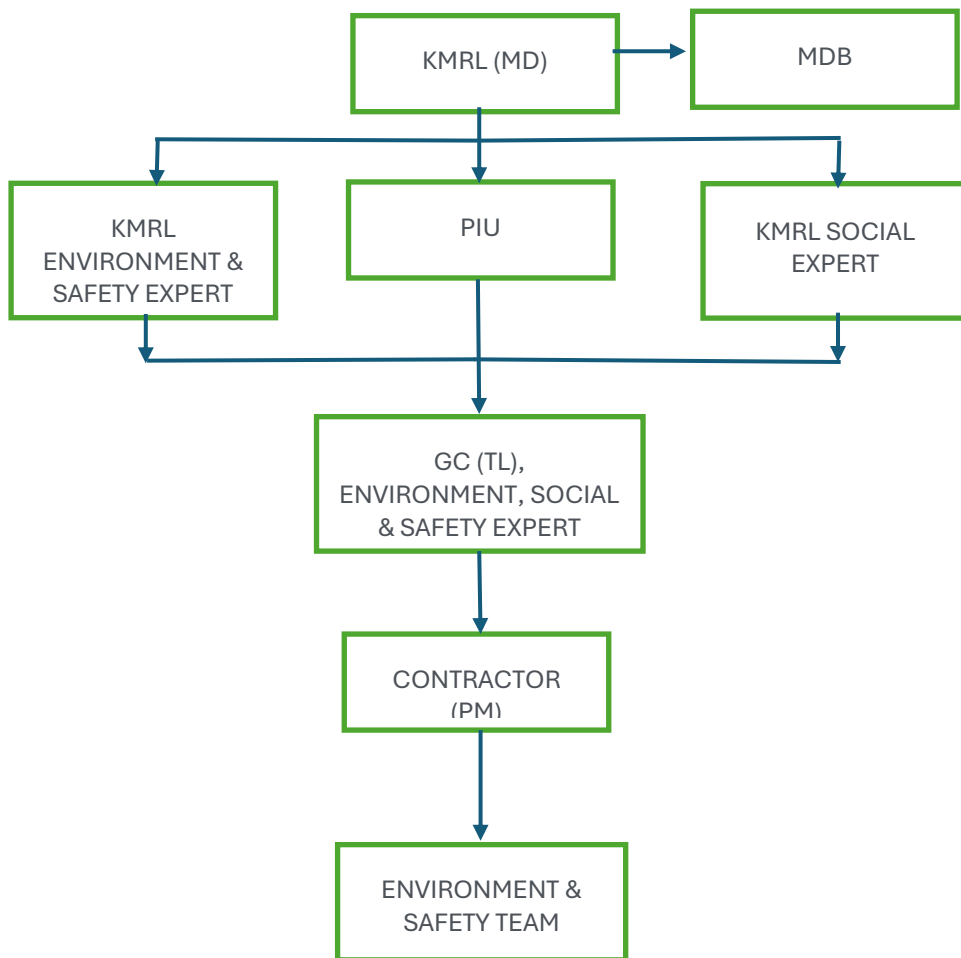 KMRL (MD)
MDB
KMRL
ENVIRONMENT &
SAFETY EXPERT
PIU
KMRL SOCIAL
EXPERT
GC (TL),
ENVIRONMENT, SOCIAL
& SAFETY EXPERT
CONTRACTOR
(PM)
ENVIRONMENT &
SAFETY TEAM